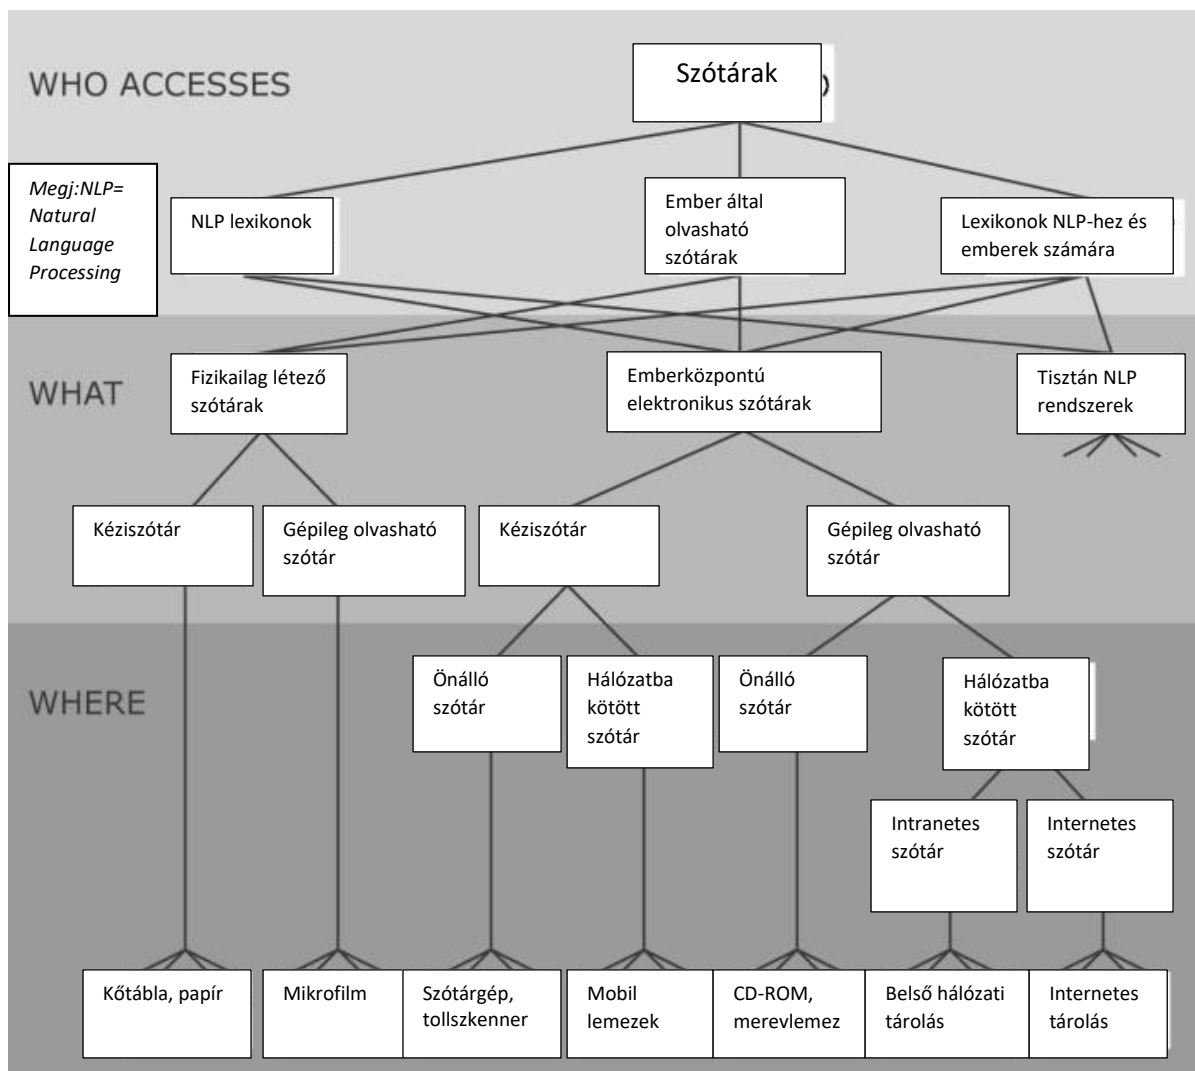 WHO ACCESSES
Szótárak
Megj:NLP=
Natural
Language
Processing
NLP lexikonok
Ember által
olvasható
szótárak
Lexikonok NLP-hez és
emberek számára
WHAT
Fizikailag létező
szótárak
Emberközpontú
elektronikus szótárak
Tisztán NLP
rendszerek
Kéziszótár
Gépileg olvasható
szótár
Kéziszótár
Gépileg olvasható
szótár
WHERE
Önálló
szótár
Hálózatba
kötött
szótár
Önálló
szótár
Hálózatba
kötött
szótár
Intranetes
szótár
Internetes
szótár
Kőtábla, papír
Mikrofilm
Szótárgép,
tollszkenner
Mobil
lemezek
CD-ROM,
merevlemez
Belső hálózati
tárolás
Internetes
tárolás